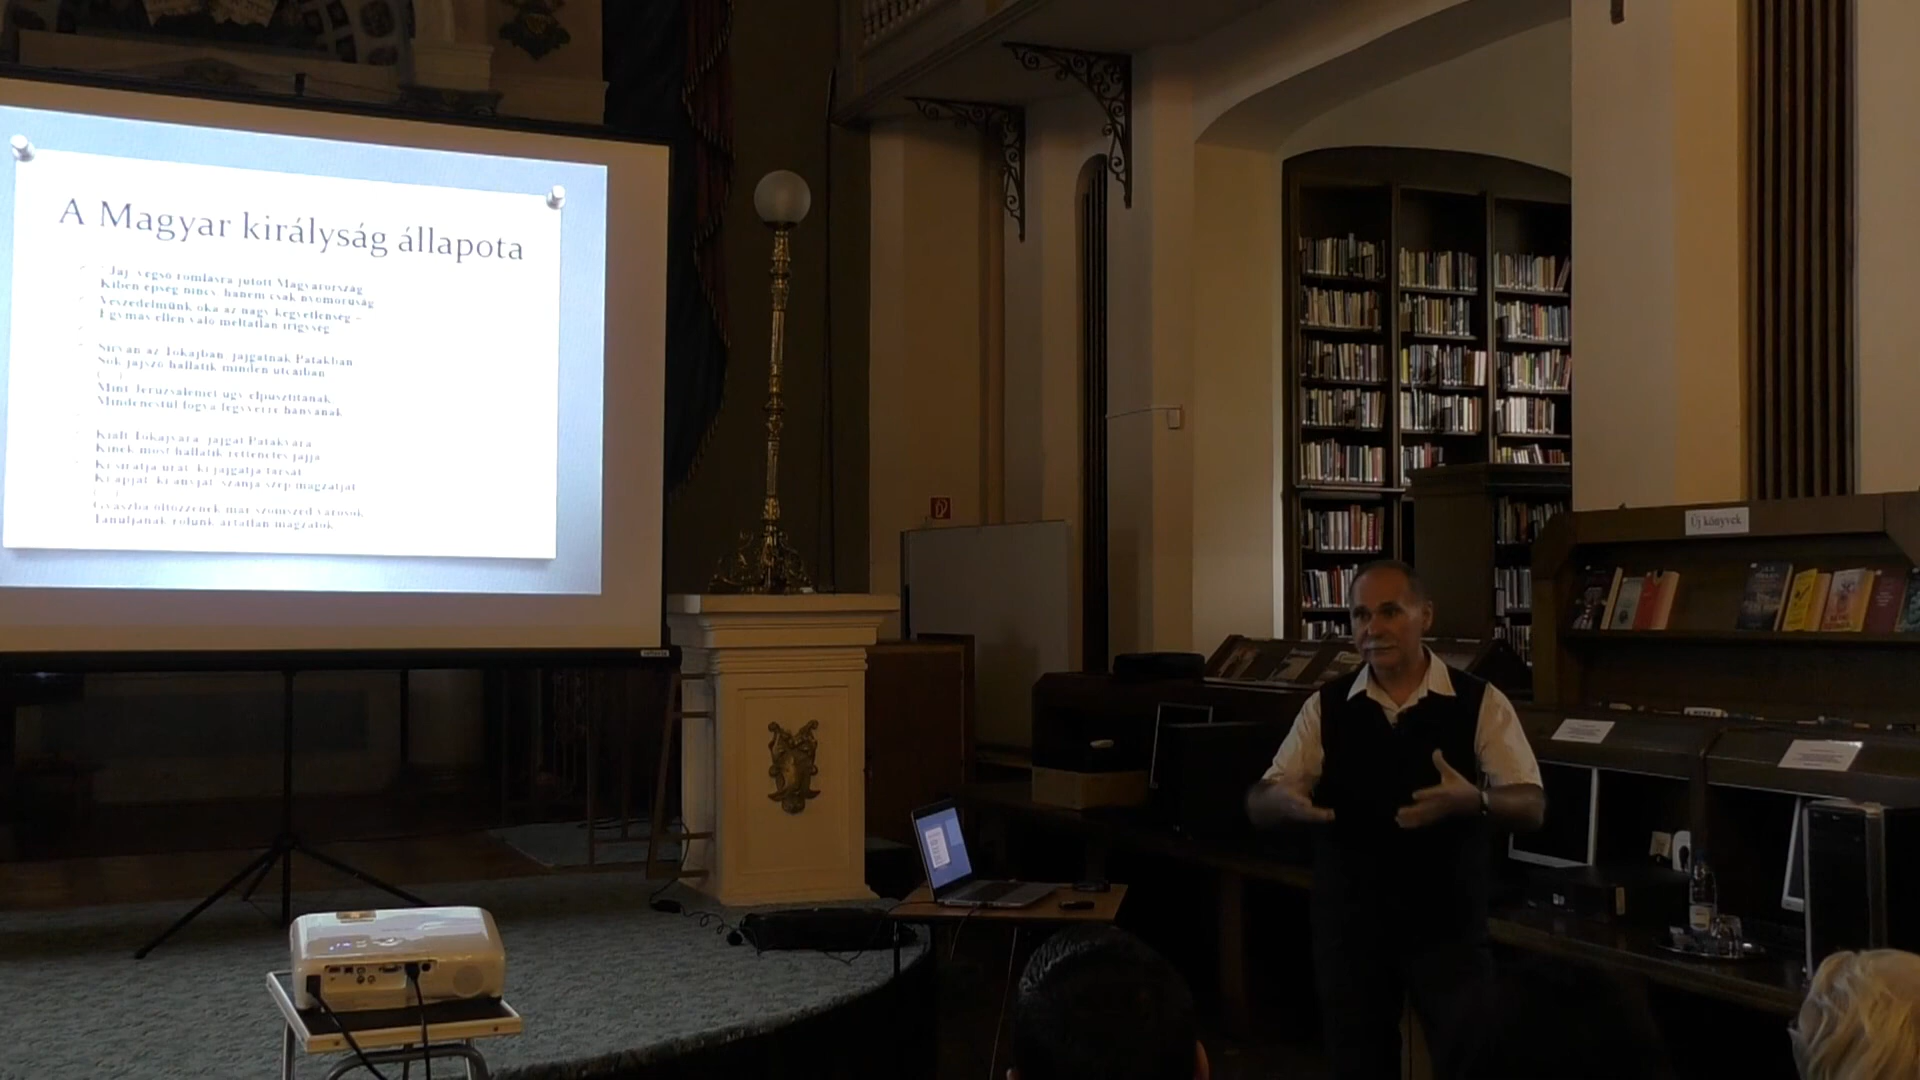 A Magyar királyság állapota
"Jaj, végső romlásra jutott Magyarország
Kiben épség nincs, hanem csak nyomorúság
Veszedelmünk oka az nagy kegyetlenség –
Egymás ellen való méltatlan irigység
Sírván az Tokajban, jajgatnak Patakban
Sok jajszó hallatik minden utcáiban
(...)
Mint Jeruzsálemet úgy elpusztítának
Mindenestül fogva fegyverre hányának
Kiált Tokajvára, jajgat Patakvára
Kinek most hallatik rettenetes jajja
Ki siratja urát, ki jajgatja társát
Ki apját, ki anyját, szánja szép magzatját
(...)
Gyászba öltözzenek már szomszéd városok
Tanuljanak rólunk ártatlan magzatok
Új könyvek